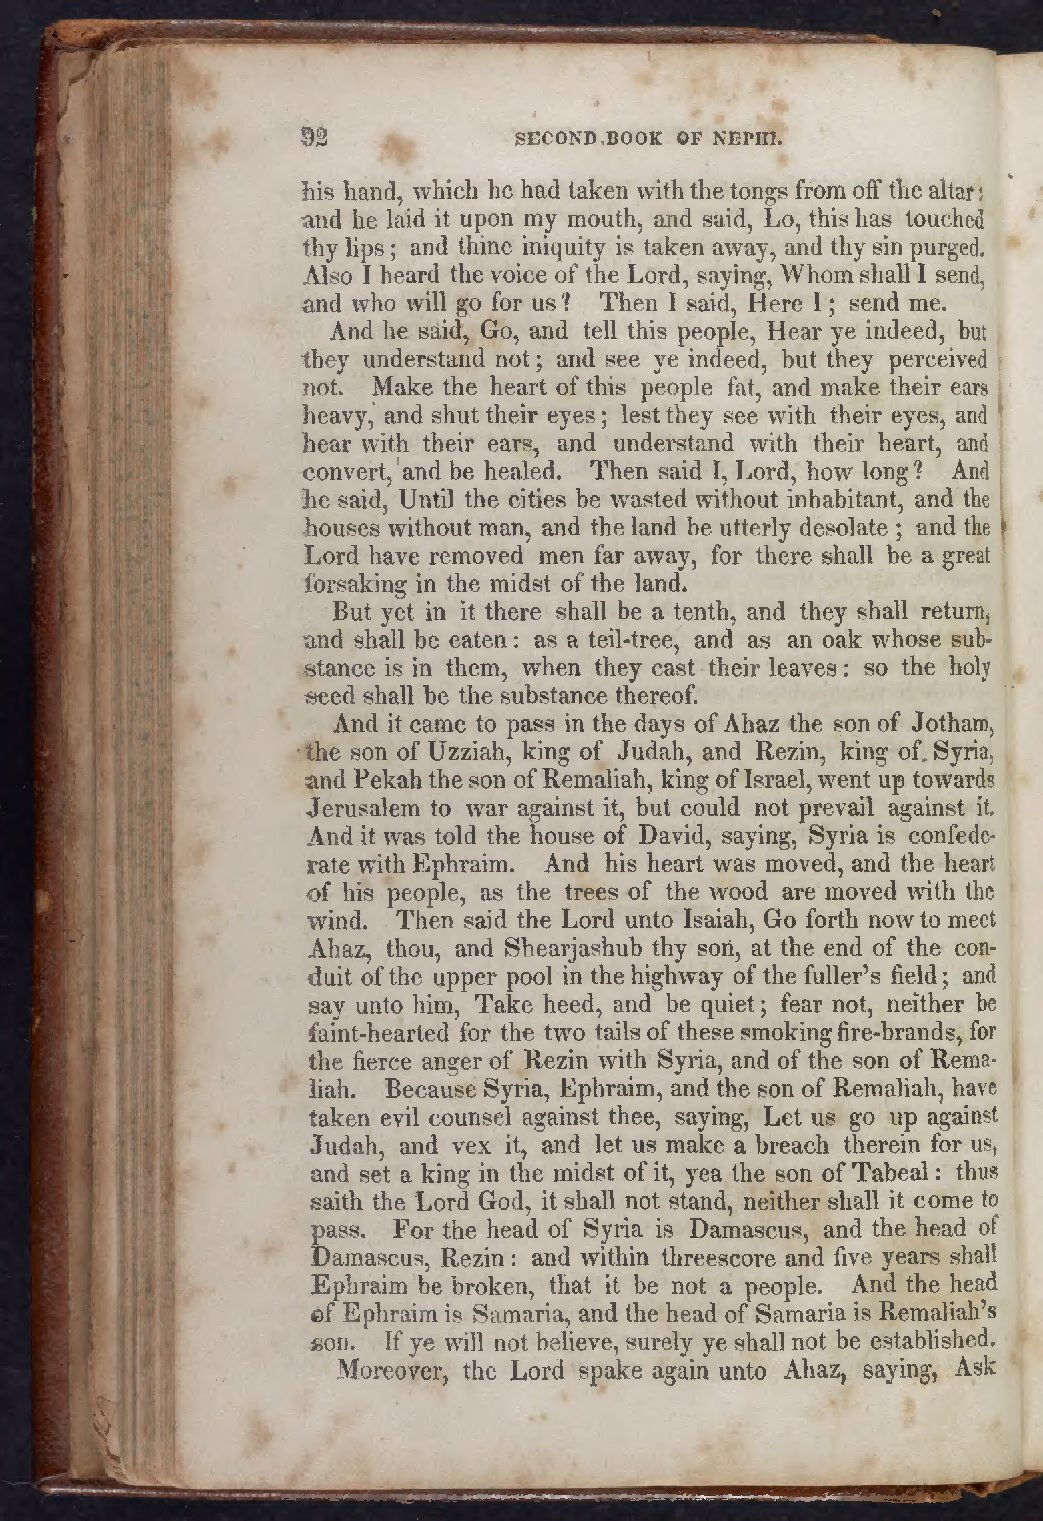 92 SECOND BOOK OF NEPHI.
his hand, which he had taken with the tongs from off the altar;
and he laid it upon my mouth, and said, Lo, this has touched
thy lips; and thine iniquity is taken away, and thy sin purged.
Also I heard the voice of the Lord, saying, Whom shall I send,
and who will go for us? Then I said, Here I; send me.
And he said, Go, and tell this people, Hear ye indeed, but
they understand not; and see ye indeed, but they perceived
not. Make the heart of this people fat, and make their ears
heavy, and shut their eyes; lest they see with their eyes, and
hear with their ears, and understand with their heart, and
convert, and be healed. Then said I, Lord, how long? And
he said, Until the cities be wasted without inhabitant, and the
houses without man, and the land be utterly desolate; and the
Lord have removed men far away, for there shall be a great
forsaking in the midst of the land.
But yet in it there shall be a tenth, and they shall return,
and shall be eaten: as a teil-tree, and as an oak whose sub-
stance is in them, when they cast their leaves: so the holy
seed shall be the substance thereof.
And it came to pass in the days of Ahaz the son of Jotham,
the son of Uzziah, king of Judah, and Rezin, king of Syria,
and Pekah the son of Remaliah, king of Israel, went up towards
Jerusalem to war against it, but could not prevail against it.
And it was told the house of David, saying, Syria is confede-
rate with Ephraim. And his heart was moved, and the heart
of his people, as the trees of the wood are moved with the
wind. Then said the Lord unto Isaiah, Go forth now to meet
Ahaz, thou, and Shearjashub thy son, at the end of the con-
duit of the upper pool in the highway of the fuller's field; and
say unto him, Take heed, and be quiet; fear not, neither be
faint-hearted for the two tails of these smoking fire-brands, for
the fierce anger of Rezin with Syria, and of the son of Rema-
liah. Because Syria, Ephraim, and the son of Remaliah, have
taken evil counsel against thee, saying, Let us go up against
Judah, and vex it, and let us make a breach therein for us,
and set a king in the midst of it, yea the son of Tabeal: thus
saith the Lord God, it shall not stand, neither shall it come to
pass. For the head of Syria is Damascus, and the head of
Damascus, Rezin: and within threescore and five years shall
Ephraim be broken, that it be not a people. And the head
of Ephraim is Samaria, and the head of Samaria is Remaliah's
son. If ye will not believe, surely ye shall not be established.
Moreover, the Lord spake again unto Ahaz, saying, Ask